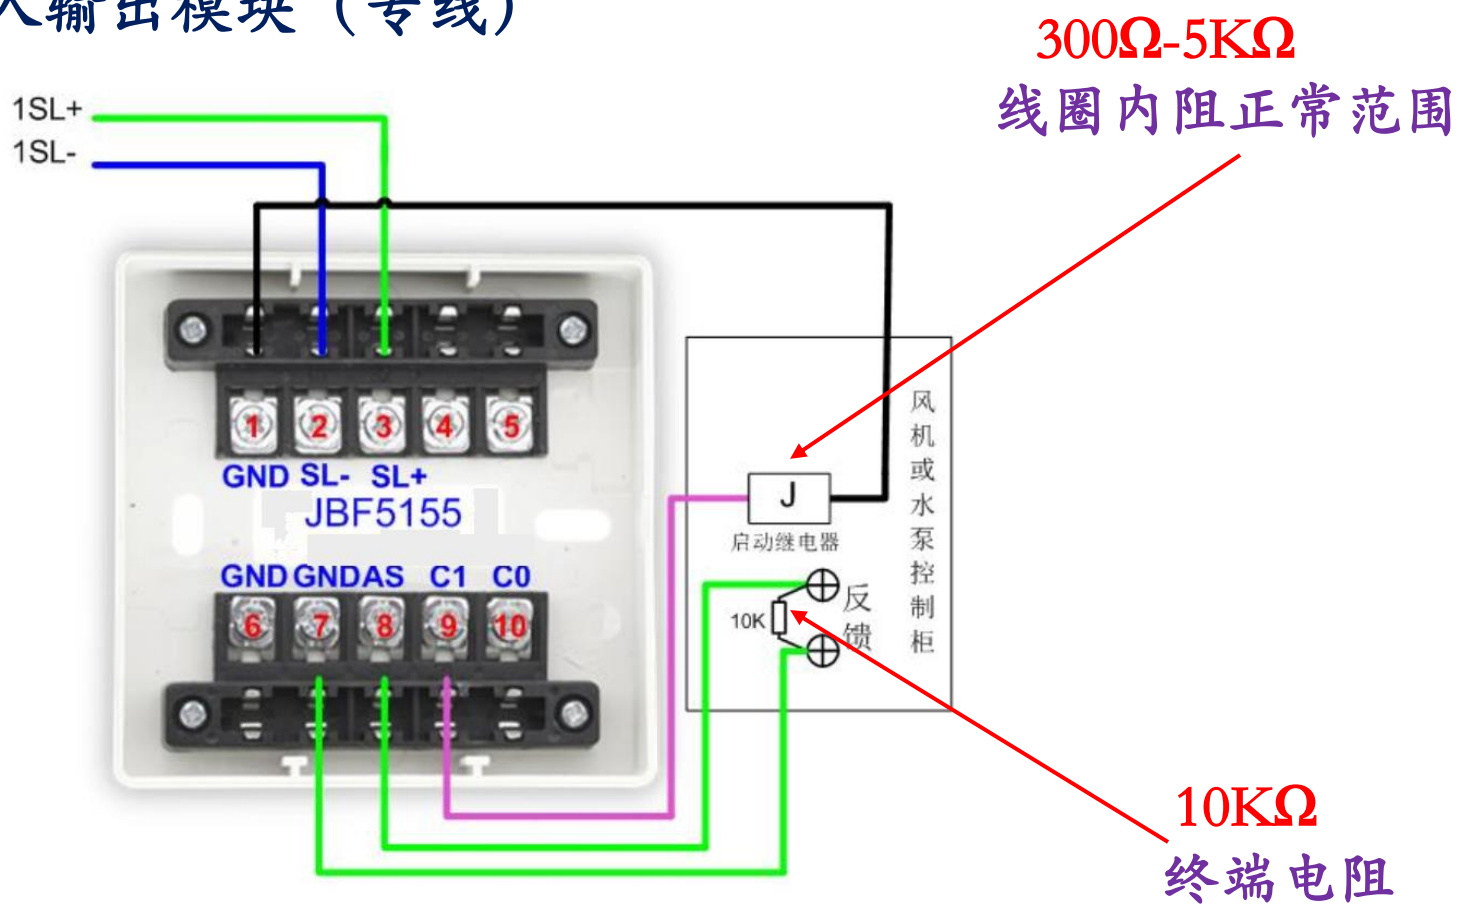 入输出模块（专线）
300Ω-5KΩ
线圈内阻正常范围
1SL+
1SL-
1 2 3 4 5
GND SL- SL+
JBF5155
GND GND AS C1 C0
6 7 8 9 10
J
启动继电器
10K
反馈
风机或水泵控制柜
10KΩ
终端电阻